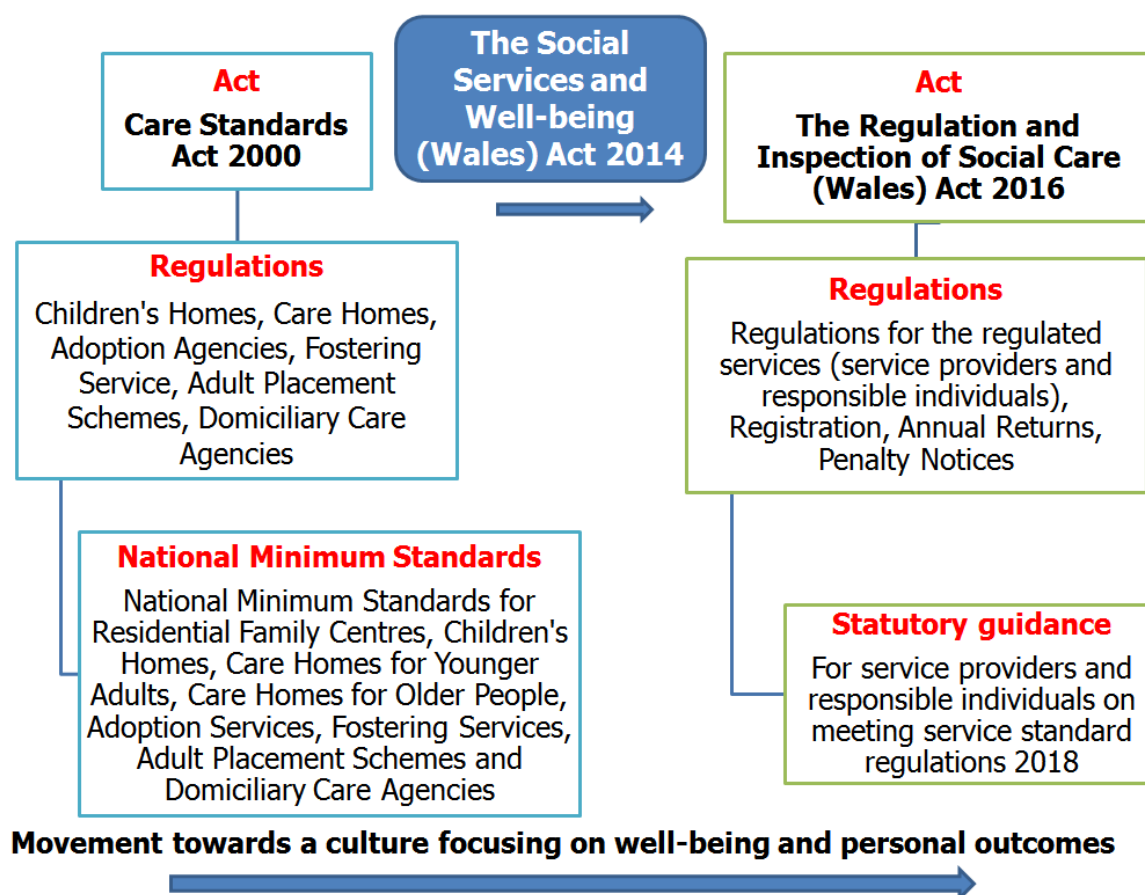 Act
Care Standards
Act 2000
Regulations
Children's Homes, Care Homes,
Adoption Agencies, Fostering
Service, Adult Placement
Schemes, Domiciliary Care
Agencies
National Minimum Standards
National Minimum Standards for
Residential Family Centres, Children's
Homes, Care Homes for Younger
Adults, Care Homes for Older People,
Adoption Services, Fostering Services,
Adult Placement Schemes and
Domiciliary Care Agencies
The Social
Services and
Well-being
(Wales) Act 2014
Act
The Regulation and
Inspection of Social Care
(Wales) Act 2016
Regulations
Regulations for the regulated
services (service providers and
responsible individuals),
Registration, Annual Returns,
Penalty Notices
Statutory guidance
For service providers and
responsible individuals on
meeting service standard
regulations 2018
Movement towards a culture focusing on well-being and personal outcomes